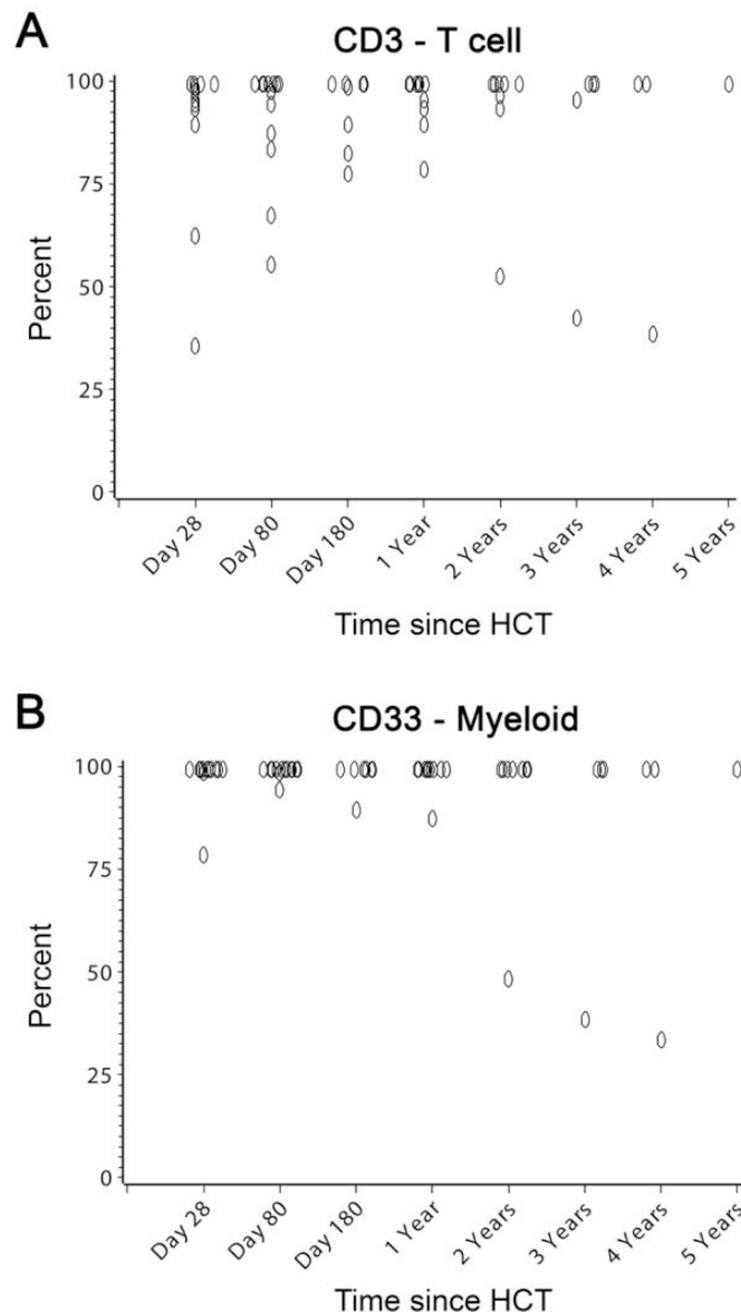 A
CD3 - T cell
100
75
50
25
0
Percent
Day 28
Day 80
Day 180
1 Year
2 Years
3 Years
4 Years
5 Years
Time since HCT
B
CD33 - Myeloid
100
75
50
25
0
Percent
Day 28
Day 80
Day 180
1 Year
2 Years
3 Years
4 Years
5 Years
Time since HCT